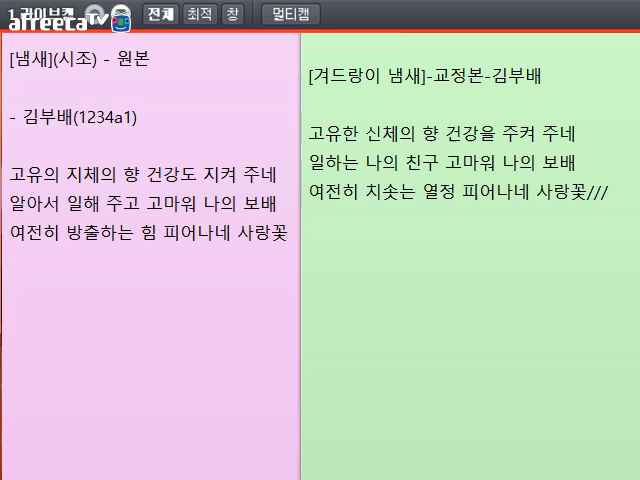 afreecaTV
전체 최적 창 멀티캠
[냄새](시조) - 원본
- 김부배(1234a1)
고유의 지체의 향 건강도 지켜 주네
알아서 일해 주고 고마워 나의 보배
여전히 방출하는 힘 피어나네 사랑꽃
[겨드랑이 냄새]-교정본-김부배
고유한 신체의 향 건강을 주켜 주네
일하는 나의 친구 고마워 나의 보배
여전히 치솟는 열정 피어나네 사랑꽃///